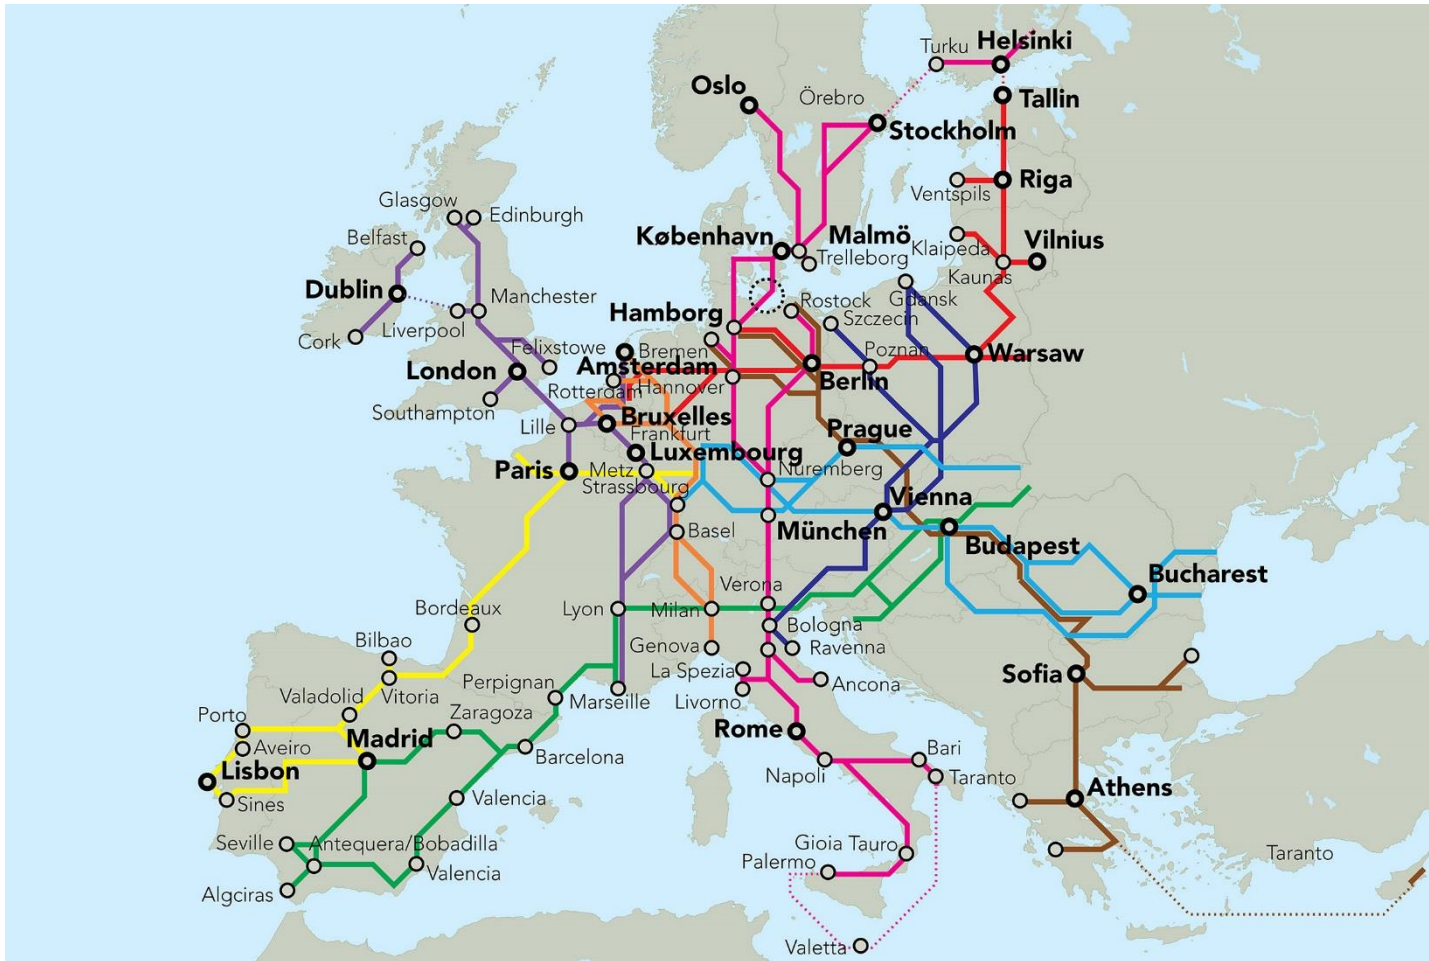 Helsinki
Turku
Oslo
Tallin
Örebro
Stockholm
Riga
Ventspils
Glasgow
Edinburgh
Belfast
København
Malmö
Klaipeda
Vilnius
Trelleborg
Kaunas
Dublin
Manchester
Rostock
Gdansk
Hamborg
Szczecin
Liverpool
Cork
Felixstowe
Bremen
Poznan
Warsaw
London
Amsterdam
Berlin
Rotterdam
Hannover
Southampton
Bruxelles
Lille
Frankfurt
Prague
Luxembourg
Paris
Metz
Nuremberg
Strassbourg
Vienna
Basel
München
Budapest
Bucharest
Verona
Bordeaux
Lyon
Milan
Bologna
Bilbao
Genova
Ravenna
La Spezia
Sofia
Valladolid
Vitoria
Perpignan
Marseille
Livorno
Ancona
Porto
Zaragoza
Rome
Madrid
Aveiro
Barcelona
Bari
Lisbon
Napoli
Taranto
Sines
Valencia
Athens
Seville
Antequera/Bobadilla
Gioia Tauro
Taranto
Palermo
Valencia
Algciras
Valetta